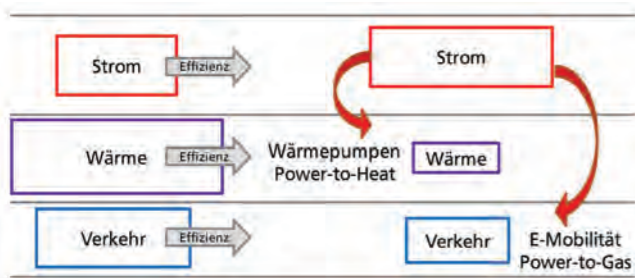 Strom
Effizienz
Strom
Wärme
Effizienz
Wärmepumpen
Power-to-Heat
Wärme
Verkehr
Effizienz
Verkehr
E-Mobilität
Power-to-Gas